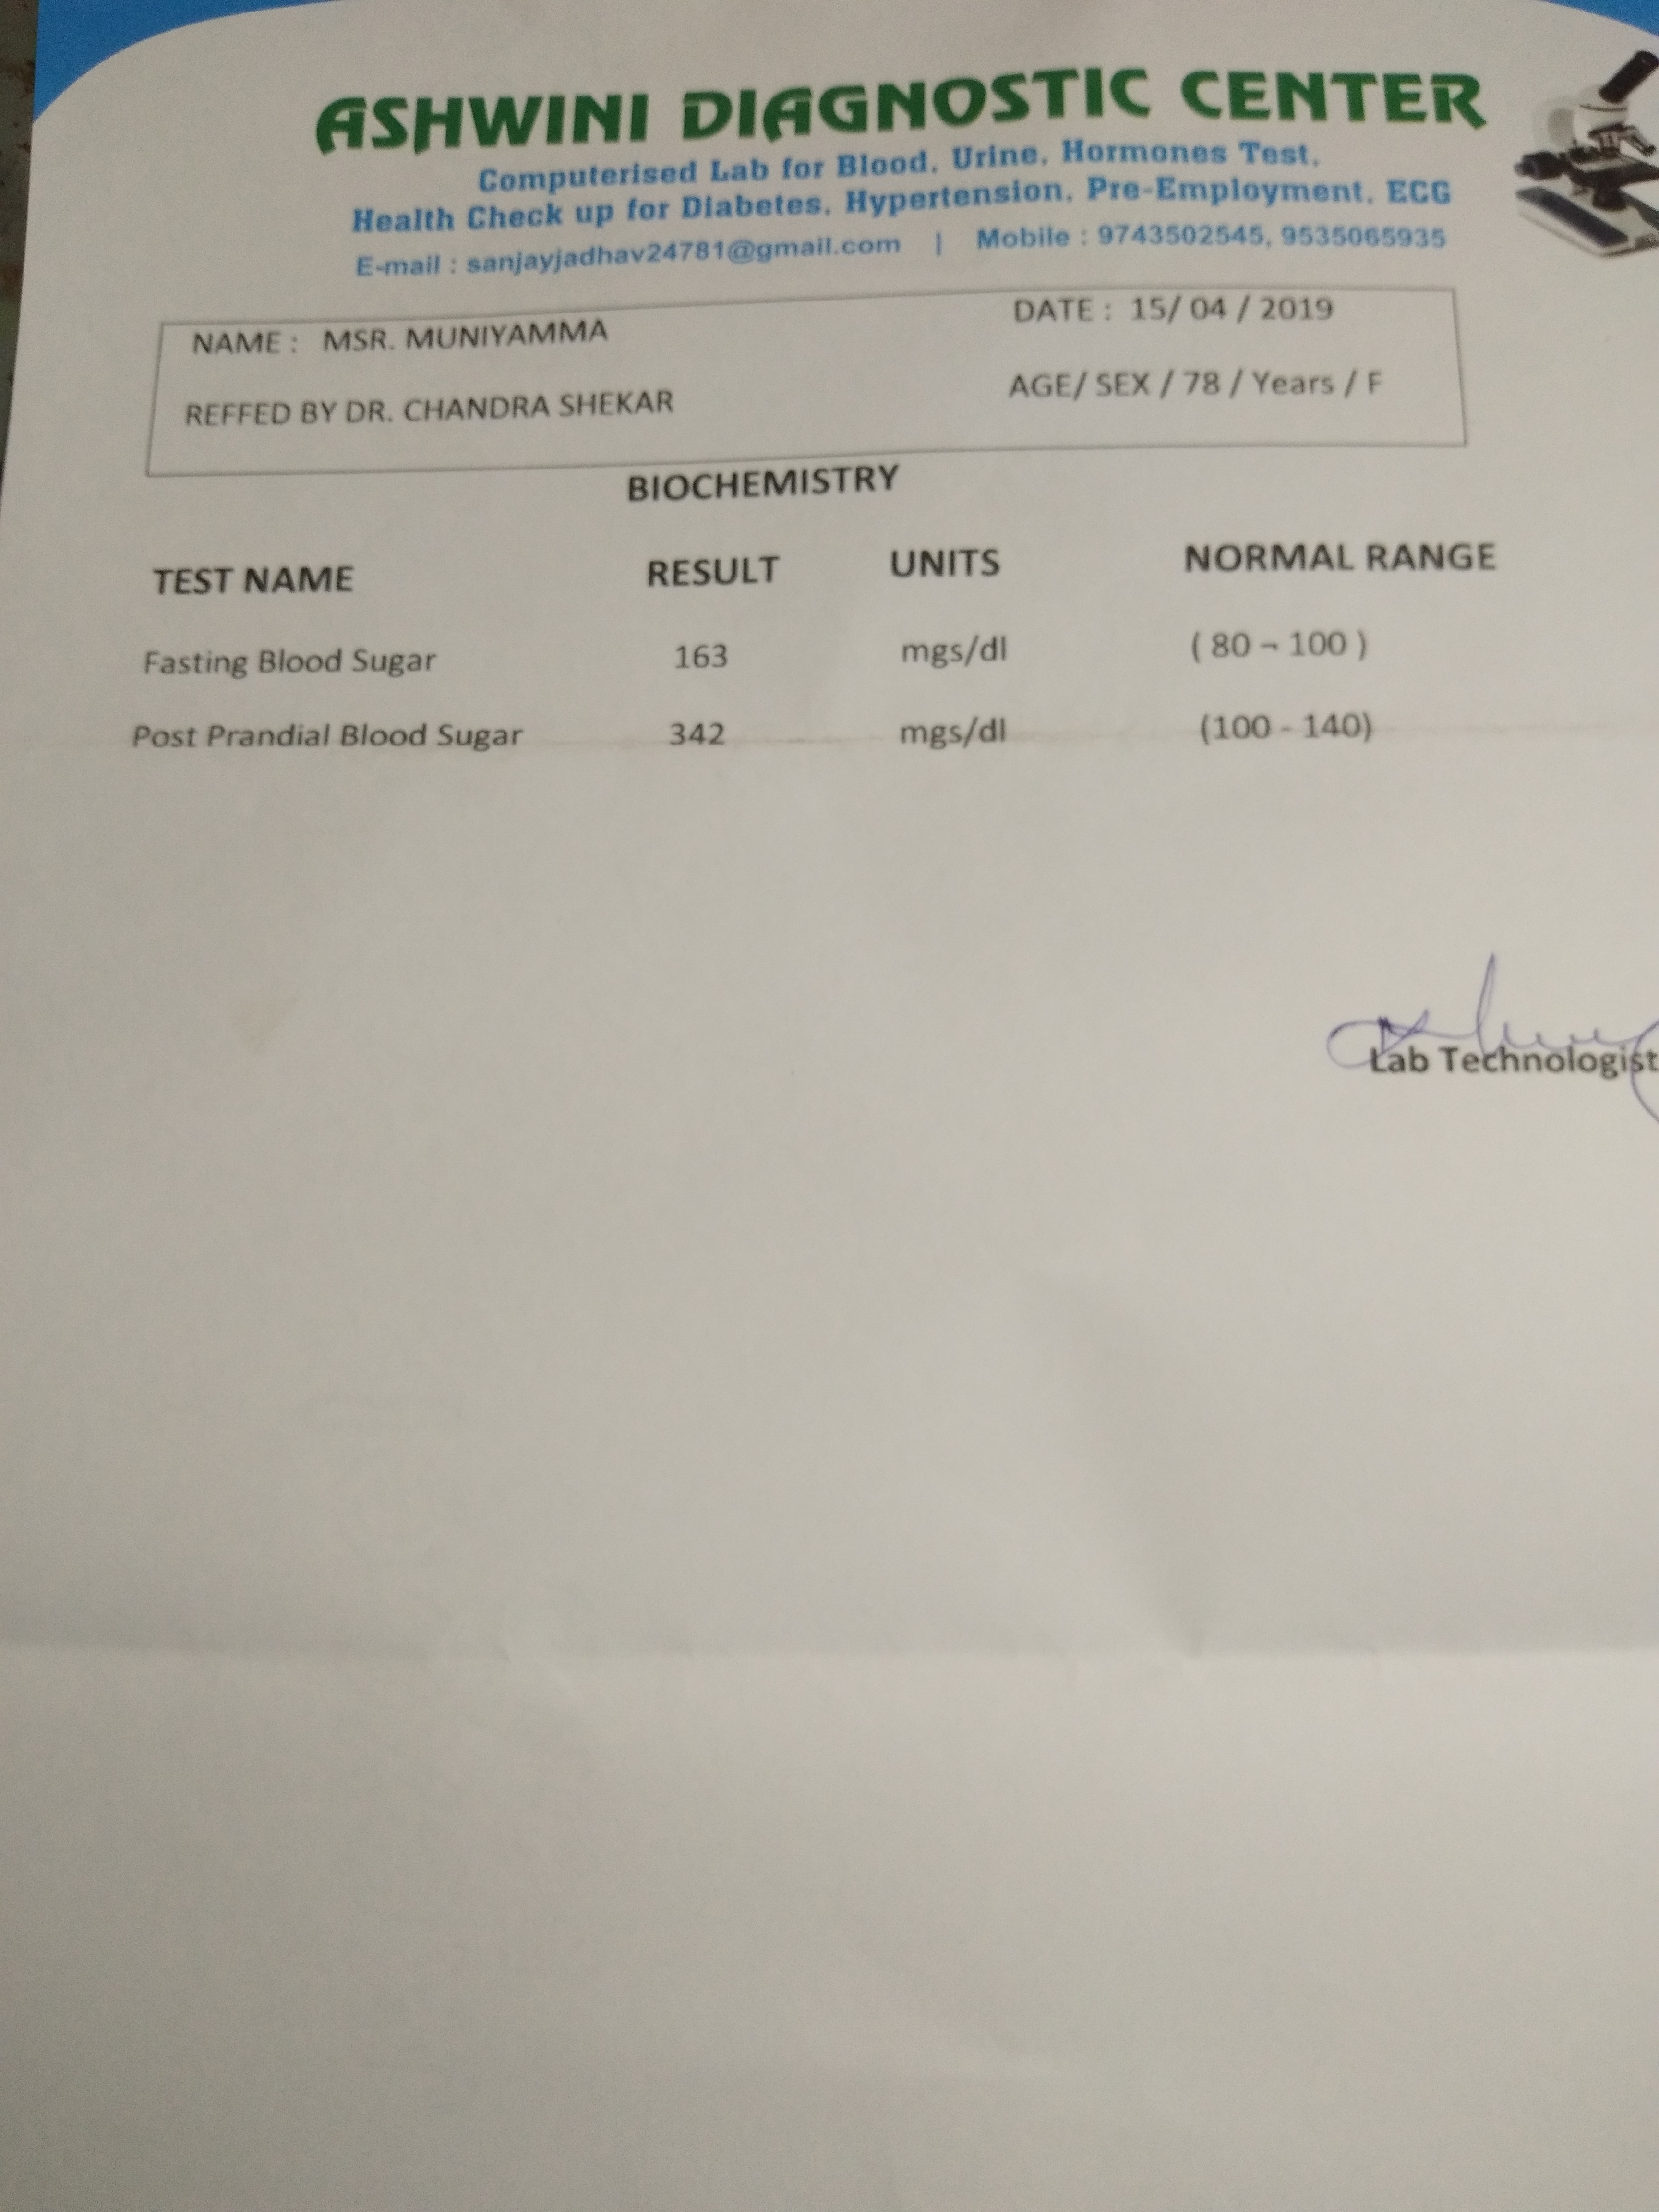 ASHWINI DIAGNOSTIC CENTER
Computerised Lab for Blood, Urine, Hormones Test,
Health Check up for Diabetes, Hypertension, Pre-Employment, ECG
E-mail : sanjayjadhav24781@gmail.com | Mobile : 9743502545, 9535065935
NAME : MSR. MUNIYAMMA DATE : 15/ 04 / 2019
REFFED BY DR. CHANDRA SHEKAR AGE/ SEX / 78 / Years / F
BIOCHEMISTRY
TEST NAME RESULT UNITS NORMAL RANGE
Fasting Blood Sugar 163 mgs/dl ( 80 – 100 )
Post Prandial Blood Sugar 342 mgs/dl (100 - 140)
Lab Technologist